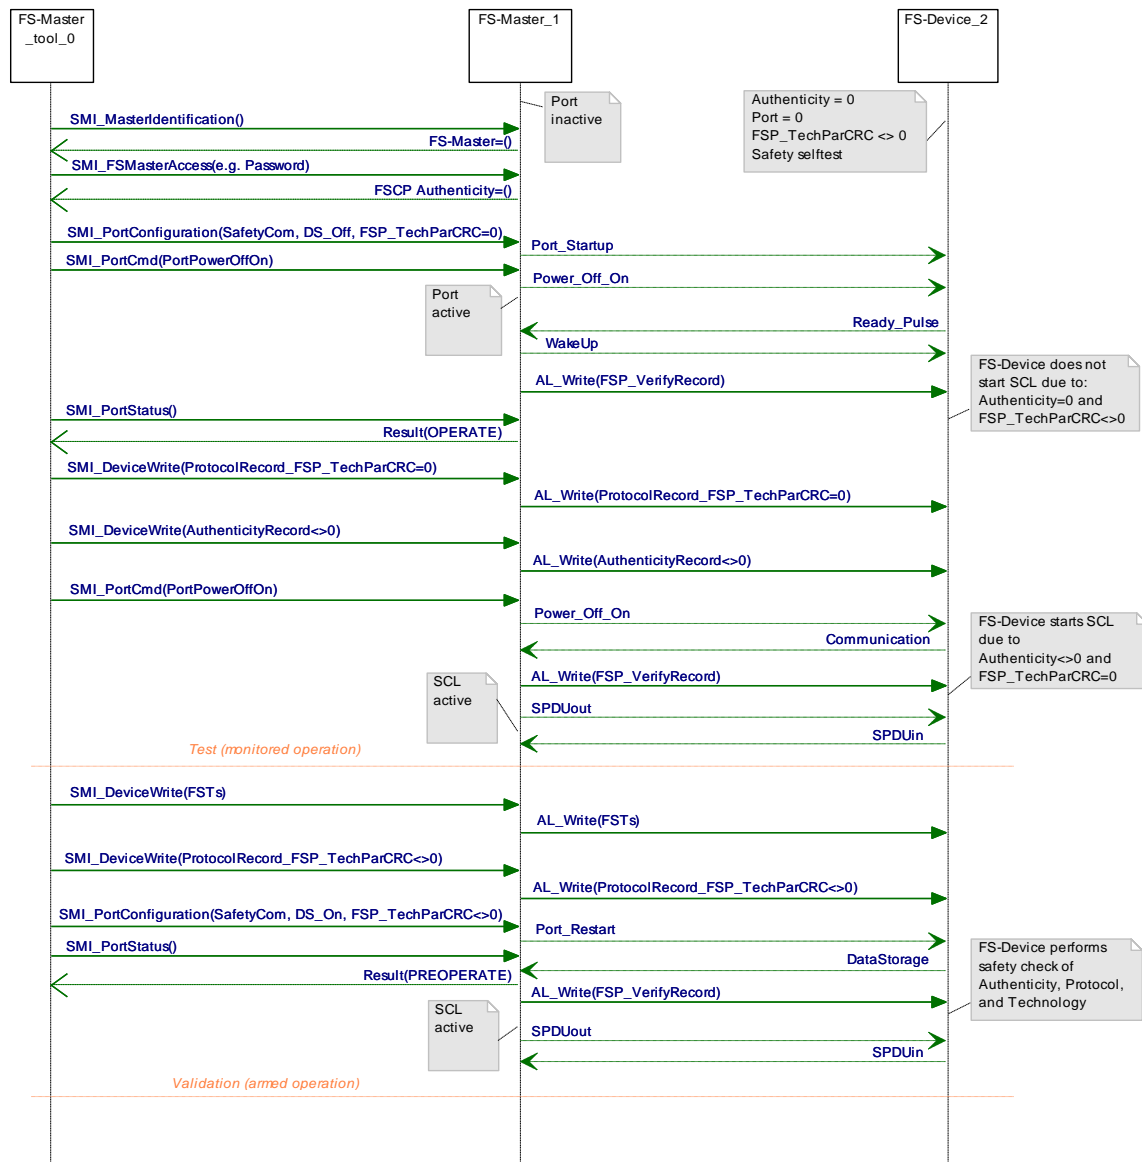 FS-Master
_tool_0
FS-Master_1
FS-Device_2
Port
inactive
Authenticity = 0
Port = 0
FSP_TechParCRC <> 0
Safety selftest
SMI_MasterIdentification()
FS-Master=()
SMI_FSMasterAccess(e.g. Password)
FSCP Authenticity=()
SMI_PortConfiguration(SafetyCom, DS_Off, FSP_TechParCRC=0)
Port_Startup
SMI_PortCmd(PortPowerOffOn)
Power_Off_On
Port
active
Ready_Pulse
WakeUp
FS-Device does not
start SCL due to:
Authenticity=0 and
FSP_TechParCRC<>0
AL_Write(FSP_VerifyRecord)
SMI_PortStatus()
Result(OPERATE)
SMI_DeviceWrite(ProtocolRecord_FSP_TechParCRC=0)
AL_Write(ProtocolRecord_FSP_TechParCRC=0)
SMI_DeviceWrite(AuthenticityRecord<>0)
AL_Write(AuthenticityRecord<>0)
SMI_PortCmd(PortPowerOffOn)
Power_Off_On
FS-Device starts SCL
due to
Authenticity<>0 and
FSP_TechParCRC=0
Communication
AL_Write(FSP_VerifyRecord)
SCL
active
SPDUout
SPDUin
Test (monitored operation)
SMI_DeviceWrite(FSTs)
AL_Write(FSTs)
SMI_DeviceWrite(ProtocolRecord_FSP_TechParCRC<>0)
AL_Write(ProtocolRecord_FSP_TechParCRC<>0)
SMI_PortConfiguration(SafetyCom, DS_On, FSP_TechParCRC<>0)
Port_Restart
SMI_PortStatus()
DataStorage
FS-Device performs
safety check of
Authenticity, Protocol,
and Technology
Result(PREOPERATE)
AL_Write(FSP_VerifyRecord)
SCL
active
SPDUout
SPDUin
Validation (armed operation)